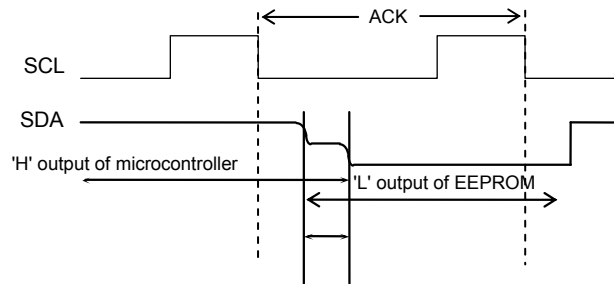 ACK
SCL
SDA
'H' output of microcontroller
'L' output of EEPROM